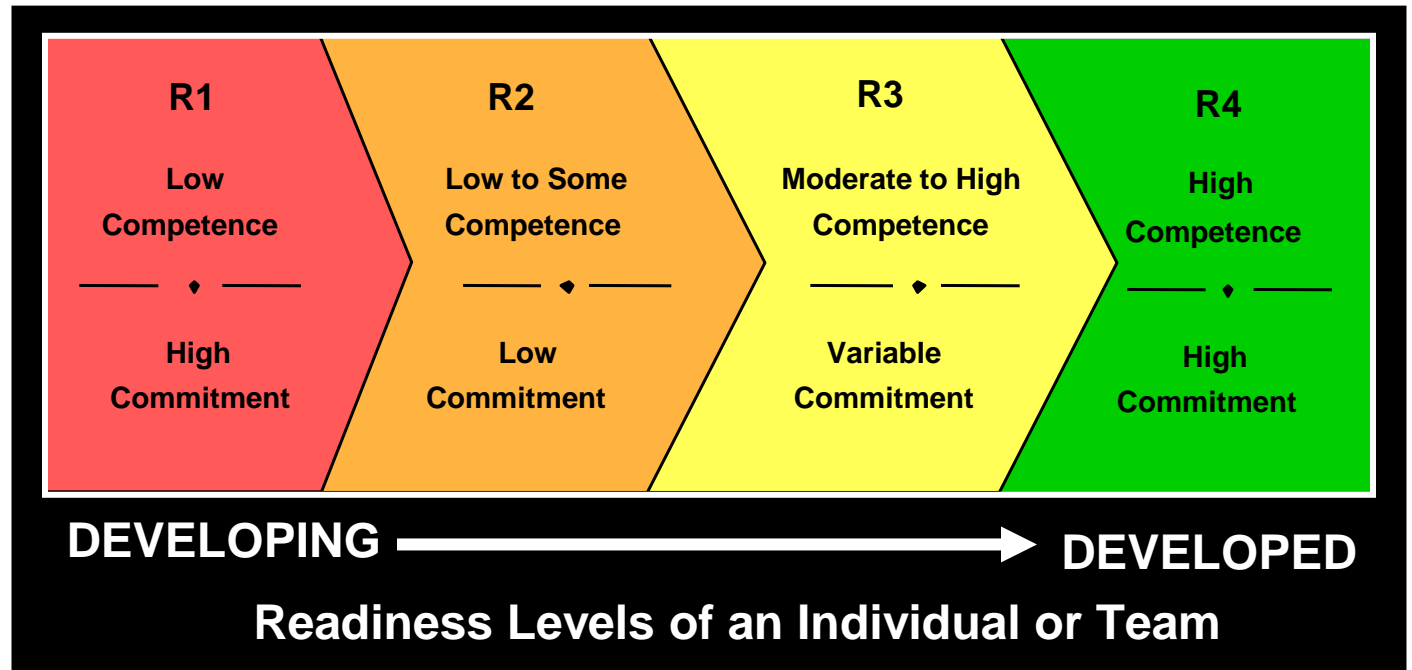 R1
Low
Competence
High
Commitment
R2
Low to Some
Competence
Low
Commitment
R3
Moderate to High
Competence
Variable
Commitment
R4
High
Competence
High
Commitment
DEVELOPING
DEVELOPED
Readiness Levels of an Individual or Team